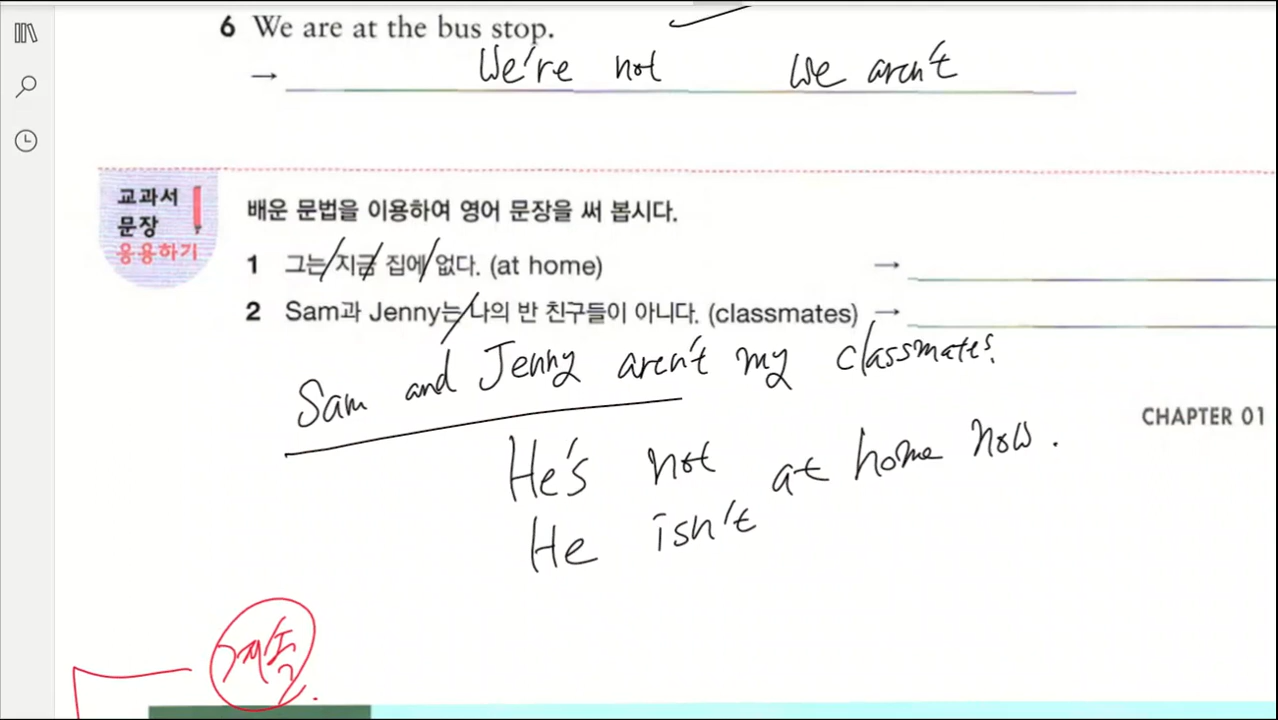 6 We are at the bus stop.
→ We're not we aren't
교과서
문장
응용하기
배운 문법을 이용하여 영어 문장을 써 봅시다.
1 그는/지금/집에/없다. (at home) →
2 Sam과 Jenny는/나의 반 친구들이 아니다. (classmates) →
Sam and Jenny aren't my classmates.
CHAPTER 01
He's not at home now.
He isn't